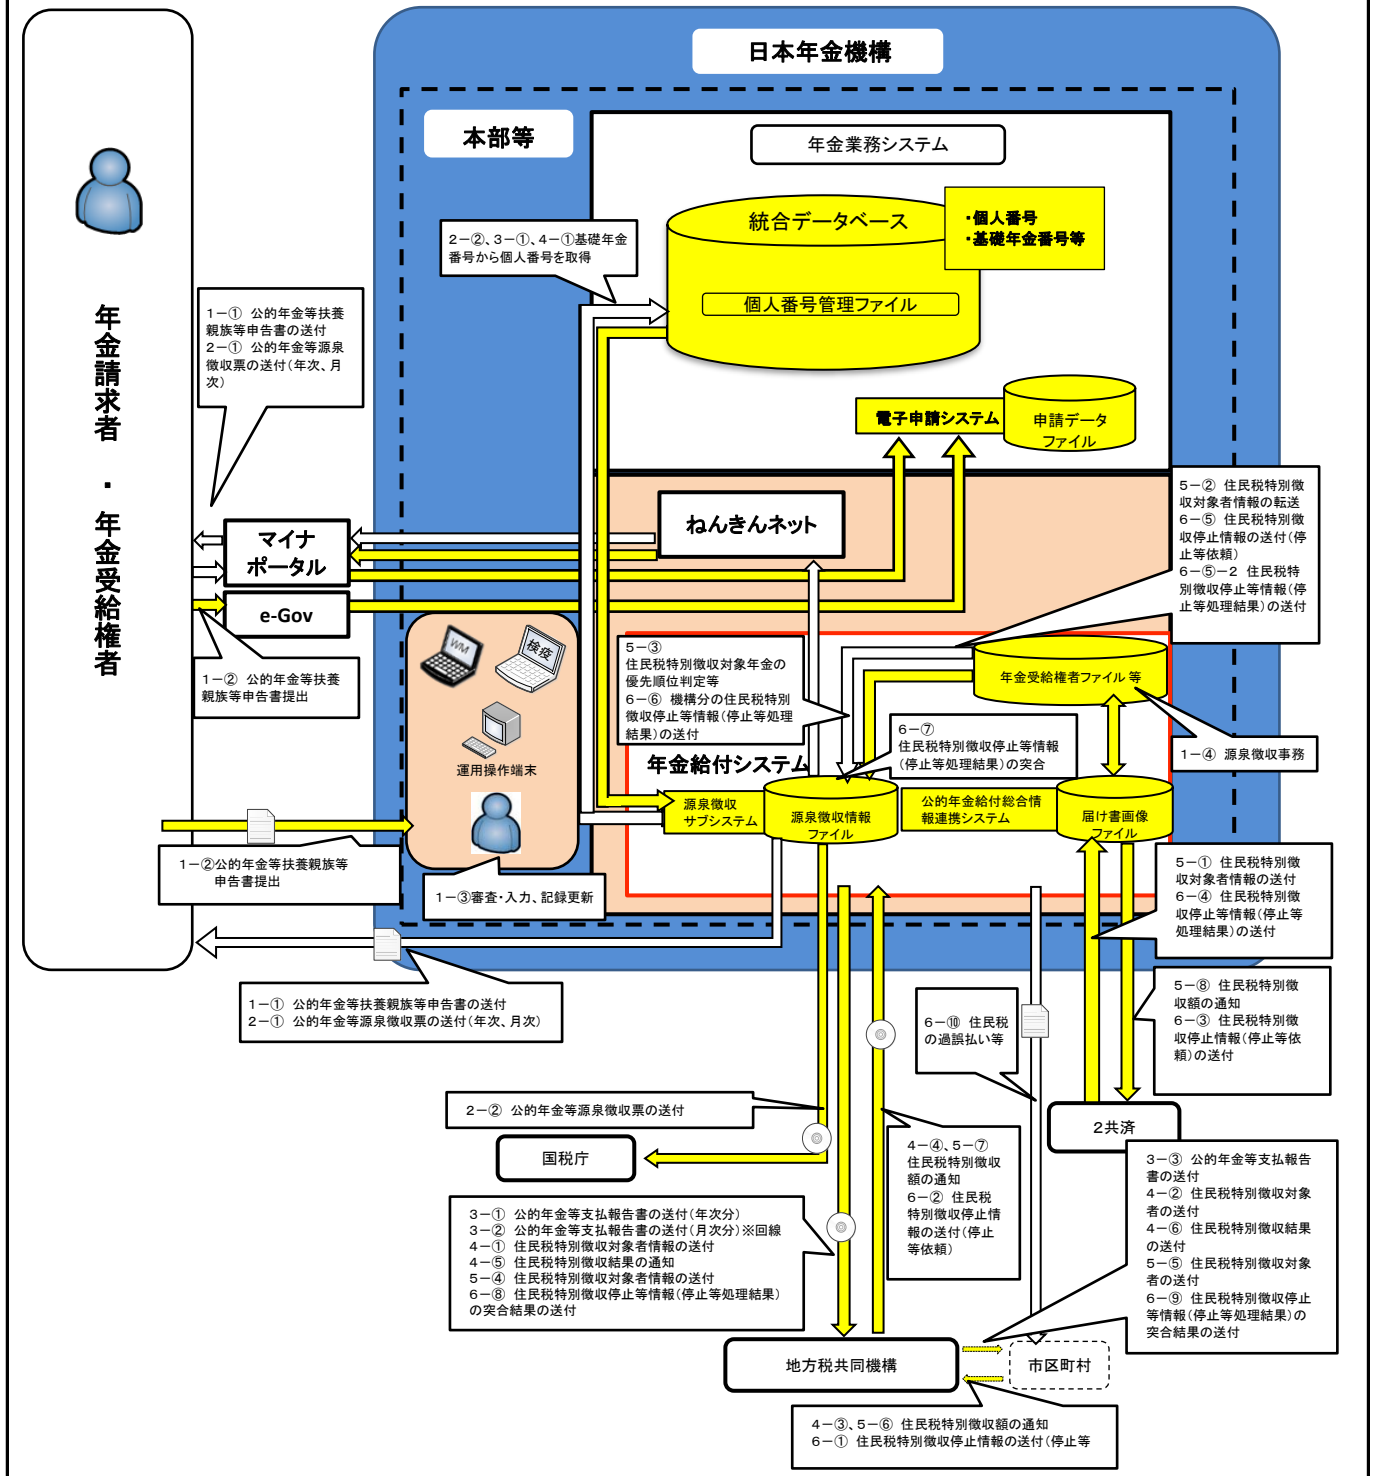 日本年金機構
本部等
年金業務システム
統合データベース
・個人番号
・基礎年金番号等
個人番号管理ファイル
2－②、3－①、4－①基礎年金
番号から個人番号を取得
年金請求者・年金受給権者
1－① 公的年金等扶養
親族等申告書の送付
2－① 公的年金等源泉
徴収票の送付(年次、月
次)
電子申請システム
申請データ
ファイル
マイナ
ポータル
e-Gov
ねんきんネット
5－② 住民税特別徴
収対象者情報の転送
6－⑤ 住民税特別徴
収停止情報の送付(停
止等依頼)
6－⑤－2 住民税特
別徴収停止等情報(停
止等処理結果)の送付
1－② 公的年金等扶養
親族等申告書提出
WM
検疫
運用操作端末
5－③
住民税特別徴収対象年金の
優先順位判定等
6－⑥ 機構分の住民税特別
徴収停止等情報(停止等処理
結果)の送付
年金受給権者ファイル 等
6－⑦
住民税特別徴収停止等情報
(停止等処理結果)の突合
1－④ 源泉徴収事務
年金給付システム
源泉徴収
サブシステム
源泉徴収情報
ファイル
公的年金給付総合情
報連携システム
届け書画像
ファイル
1－②公的年金等扶養親族等
申告書提出
1－③審査・入力、記録更新
5－① 住民税特別徴
収対象者情報の送付
6－④ 住民税特別徴
収停止等情報(停止等
処理結果)の送付
1－① 公的年金等扶養親族等申告書の送付
2－① 公的年金等源泉徴収票の送付(年次、月次)
5－⑧ 住民税特別徴
収額の通知
6－③ 住民税特別徴
収停止情報(停止等依
頼)の送付
6－⑩ 住民税
の過誤払い等
2－② 公的年金等源泉徴収票の送付
国税庁
2共済
4－④、5－⑦
住民税特別徴収
額の通知
6－② 住民税
特別徴収停止情
報の送付(停止
等依頼)
3－③ 公的年金等支払報告
書の送付
4－② 住民税特別徴収対象
者の送付
4－⑥ 住民税特別徴収結果
の送付
5－⑤ 住民税特別徴収対象
者の送付
6－⑨ 住民税特別徴収停止
等情報(停止等処理結果)の
突合結果の送付
3－① 公的年金等支払報告書の送付(年次分)
3－② 公的年金等支払報告書の送付(月次分)※回線
4－① 住民税特別徴収対象者情報の送付
4－⑤ 住民税特別徴収結果の通知
5－④ 住民税特別徴収対象者情報の送付
6－⑧ 住民税特別徴収停止等情報(停止等処理結果)
の突合結果の送付
地方税共同機構
市区町村
4－③、5－⑥ 住民税特別徴収額の通知
6－① 住民税特別徴収停止情報の送付(停止等